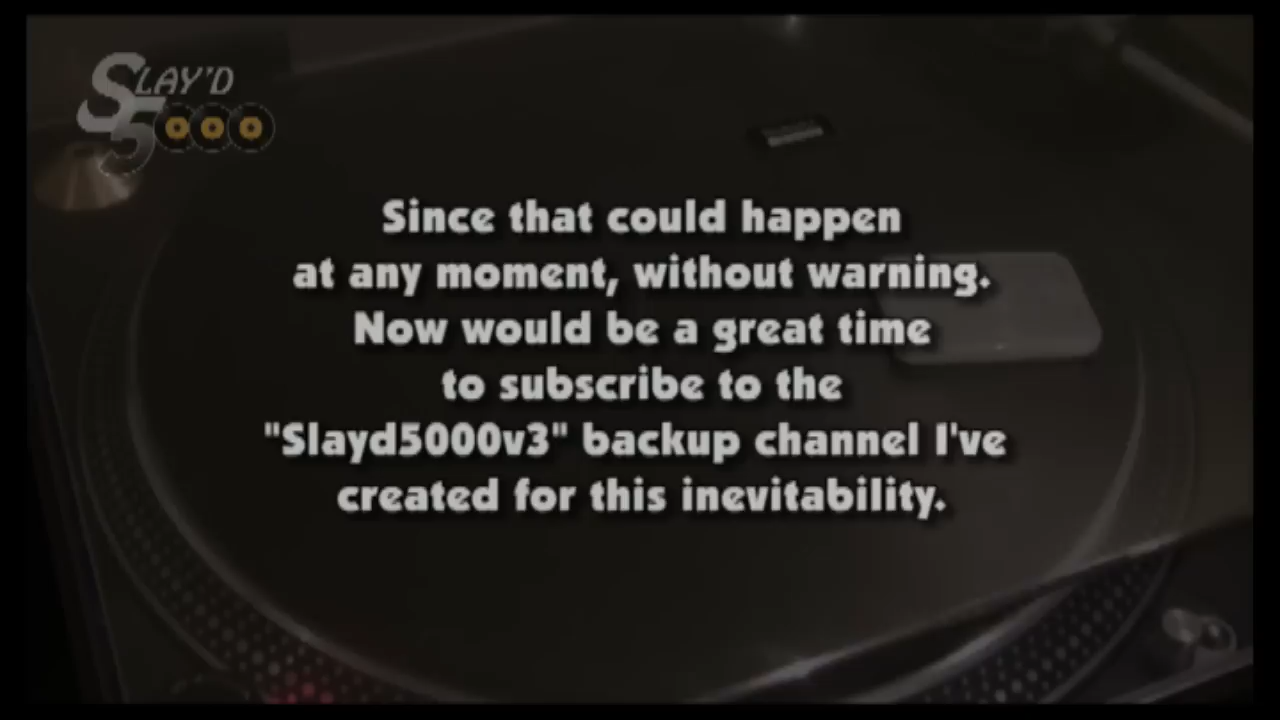 SLAY'D
5000
Since that could happen
at any moment, without warning.
Now would be a great time
to subscribe to the
"Slayd5000v3" backup channel I've
created for this inevitability.